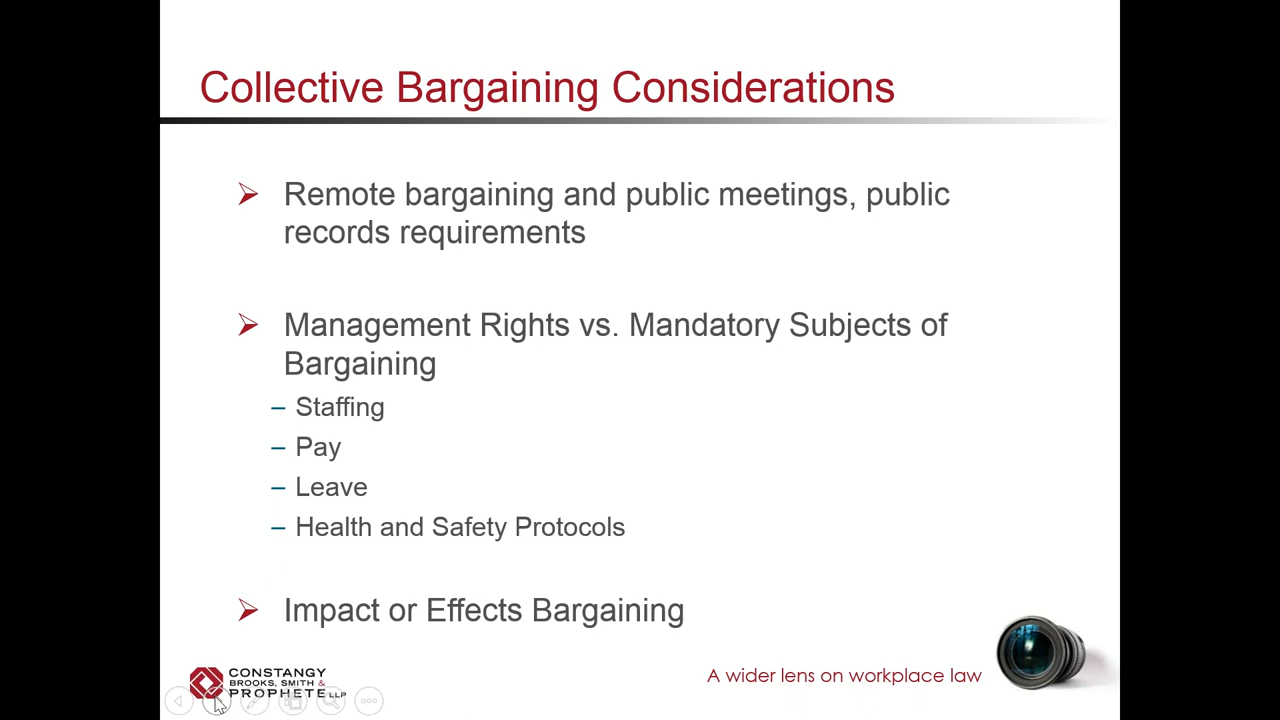 Collective Bargaining Considerations
Remote bargaining and public meetings, public
records requirements
Management Rights vs. Mandatory Subjects of
Bargaining
– Staffing
– Pay
– Leave
– Health and Safety Protocols
Impact or Effects Bargaining
CONSTANGY
BROOKS, SMITH &
PROPHETE LLP
A wider lens on workplace law